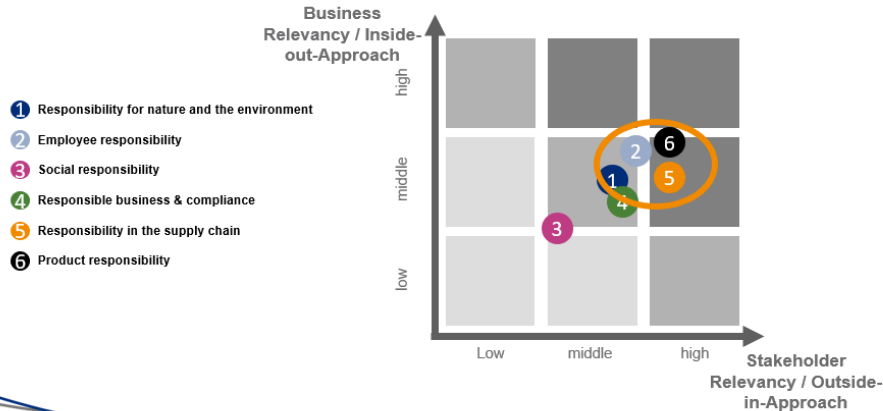 Business
Relevancy / Inside-
out-Approach
high
middle
low
1 Responsibility for nature and the environment
2 Employee responsibility
3 Social responsibility
4 Responsible business & compliance
5 Responsibility in the supply chain
6 Product responsibility
2
6
1
5
4
3
Low
middle
high
Stakeholder
Relevancy / Outside-
in-Approach